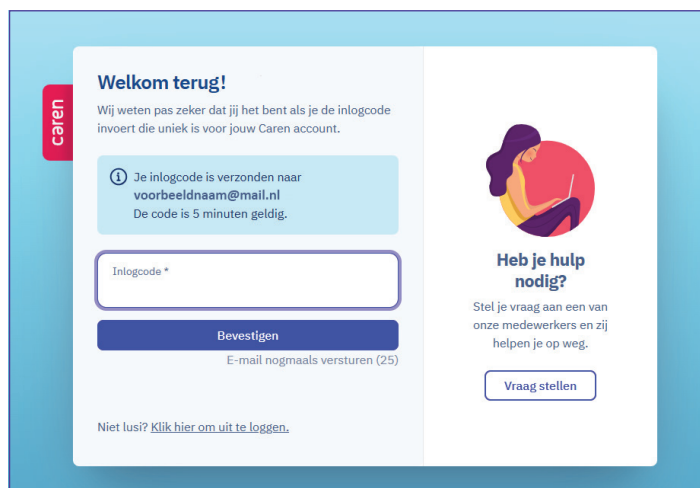 caren
Welkom terug!
Wij weten pas zeker dat jij het bent als je de inlogcode
invoert die uniek is voor jouw Caren account.
Je inlogcode is verzonden naar
voorbeeldnaam@mail.nl
De code is 5 minuten geldig.
Inlogcode *
Bevestigen
E-mail nogmaals versturen (25)
Niet lusi? Klik hier om uit te loggen.
Heb je hulp
nodig?
Stel je vraag aan een van
onze medewerkers en zij
helpen je op weg.
Vraag stellen